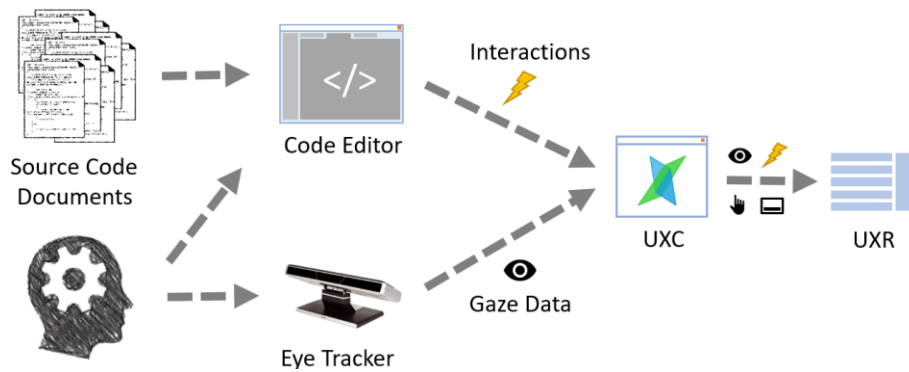 Interactions
</>
Source Code
Documents
Code Editor
UXC
UXR
Gaze Data
Eye Tracker